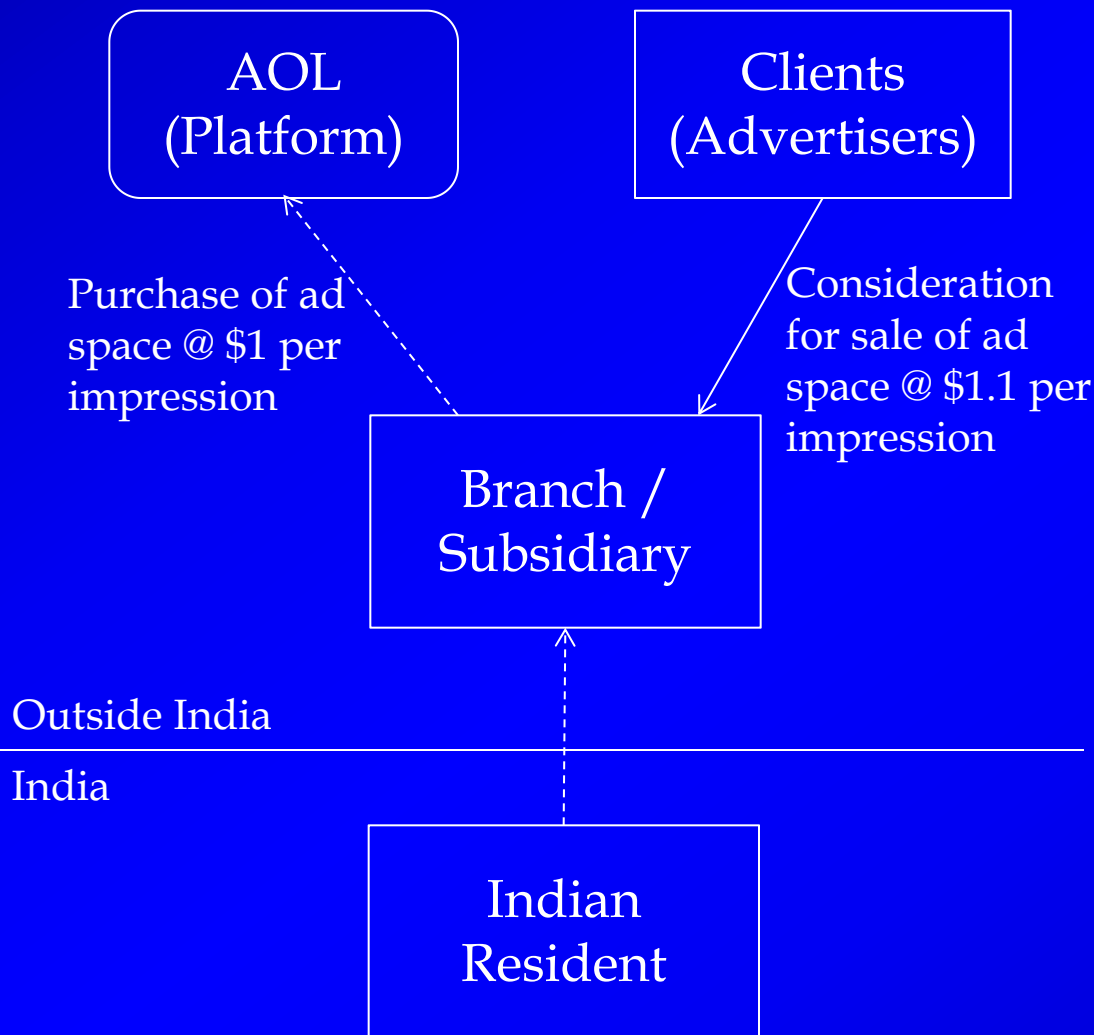 AOL
(Platform)
Clients
(Advertisers)
Purchase of ad
space @ $1 per
impression
Consideration
for sale of ad
space @ $1.1 per
impression
Branch /
Subsidiary
Outside India
India
Indian
Resident